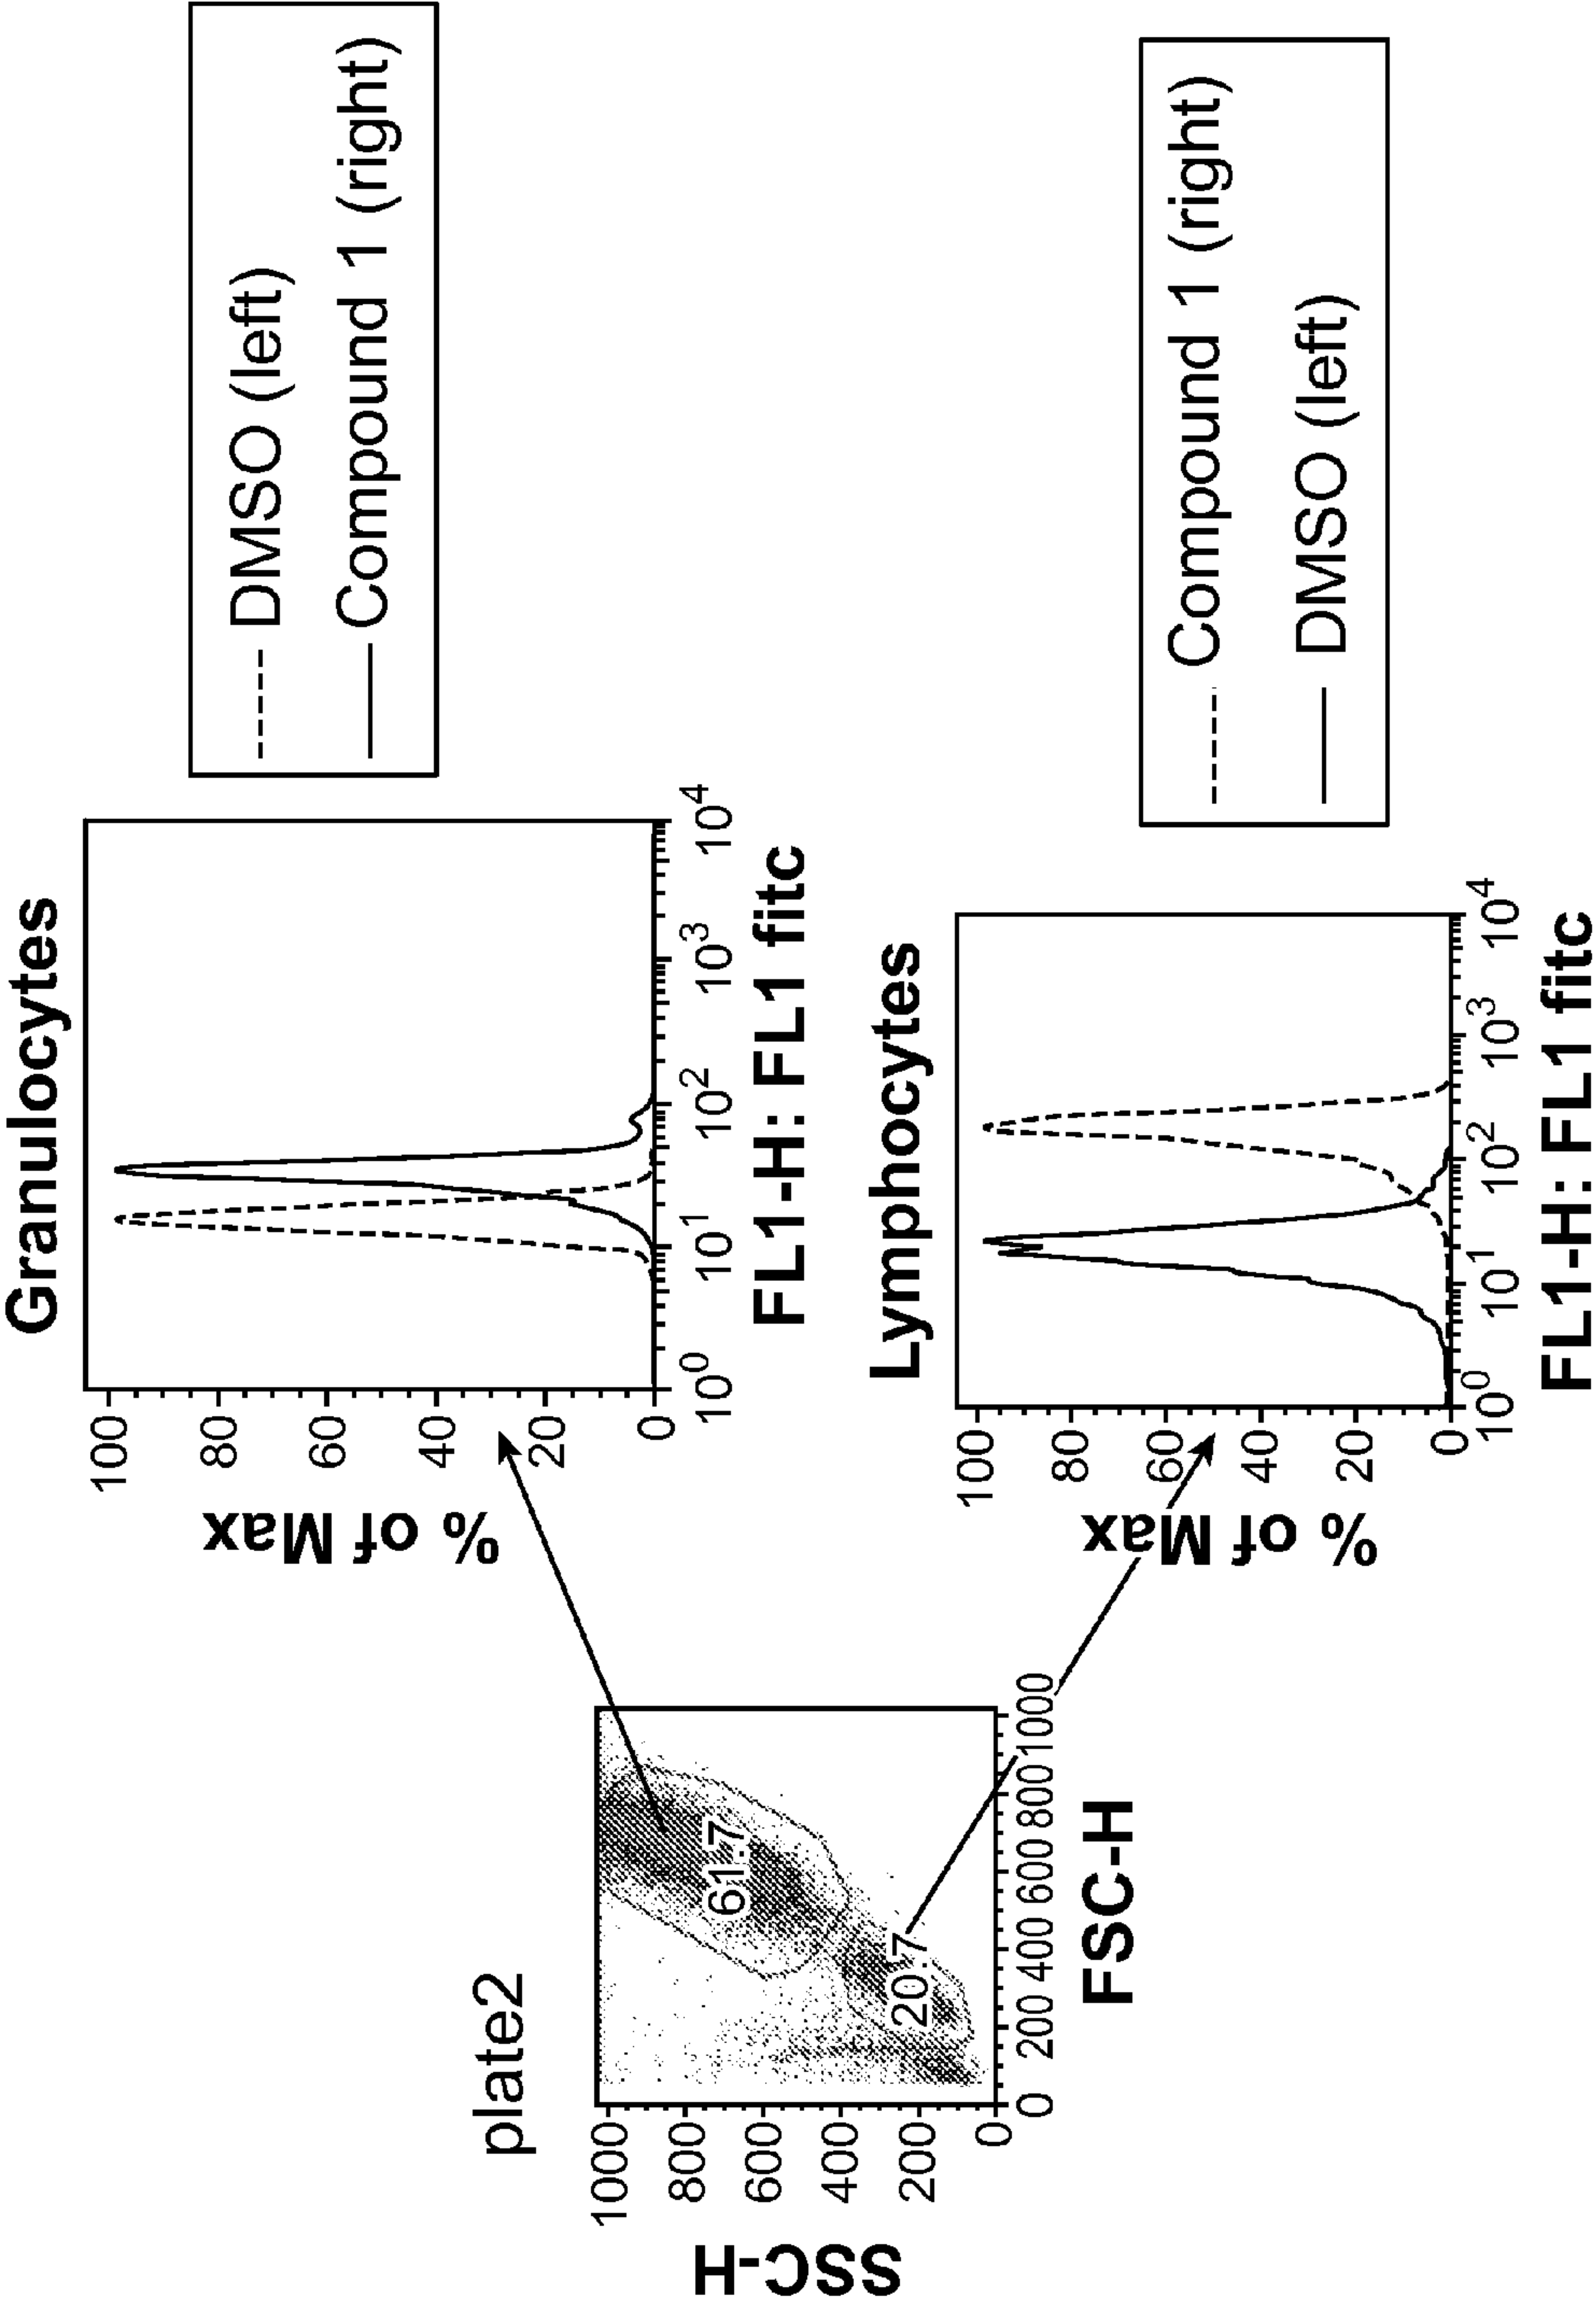 plate2
SSC-H
1000
800
600
400
200
0
61.7
20.7
0 200 400 600 800 1000
FSC-H
Granulocytes
% of Max
100
80
60
40
20
0
10^0 10^1 10^2 10^3 10^4
FL1-H: FL1 fitc
DMSO (left)
Compound 1 (right)
Lymphocytes
% of Max
100
80
60
40
20
0
10^0 10^1 10^2 10^3 10^4
FL1-H: FL1 fitc
Compound 1 (right)
DMSO (left)